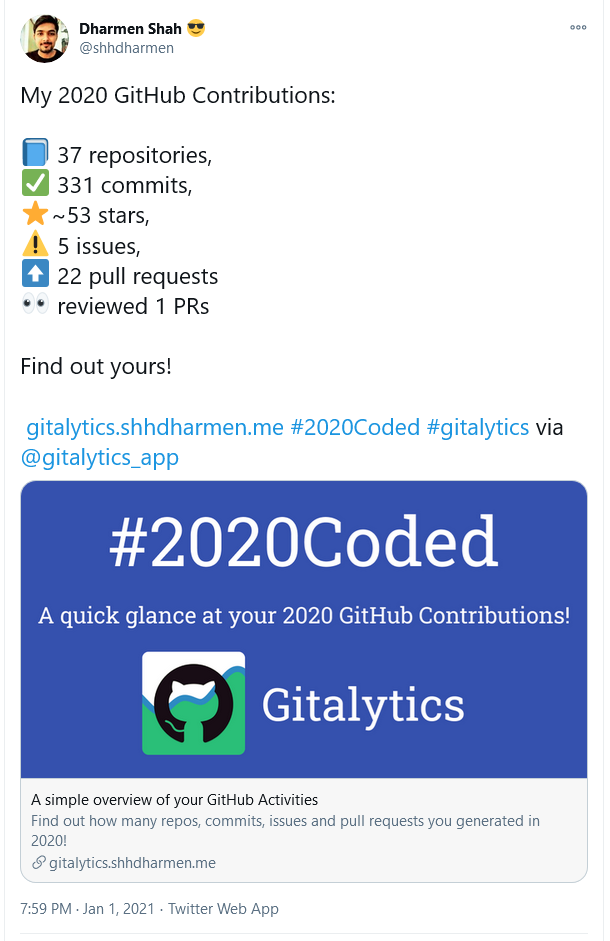 Dharmen Shah 😎
@shhdharmen
My 2020 GitHub Contributions:
📘 37 repositories,
✅ 331 commits,
⭐ ~53 stars,
⚠️ 5 issues,
⬆️ 22 pull requests
👀 reviewed 1 PRs
Find out yours!
gitalytics.shhdharmen.me #2020Coded #gitalytics via
@gitalytics_app
#2020Coded
A quick glance at your 2020 GitHub Contributions!
Gitalytics
A simple overview of your GitHub Activities
Find out how many repos, commits, issues and pull requests you generated in
2020!
gitalytics.shhdharmen.me
7:59 PM · Jan 1, 2021 · Twitter Web App